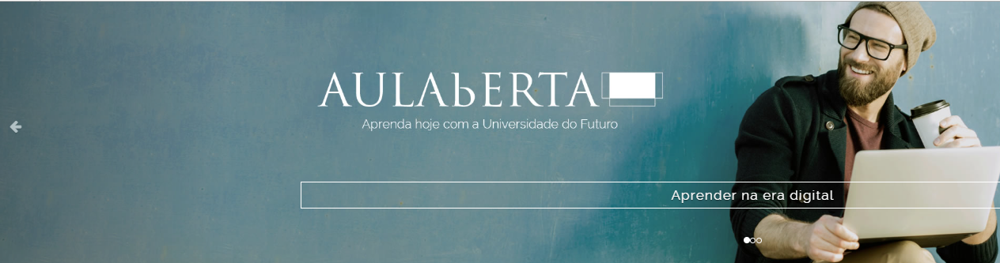 AULAbERTA
Aprenda hoje com a Universidade do Futuro
Aprender na era digital